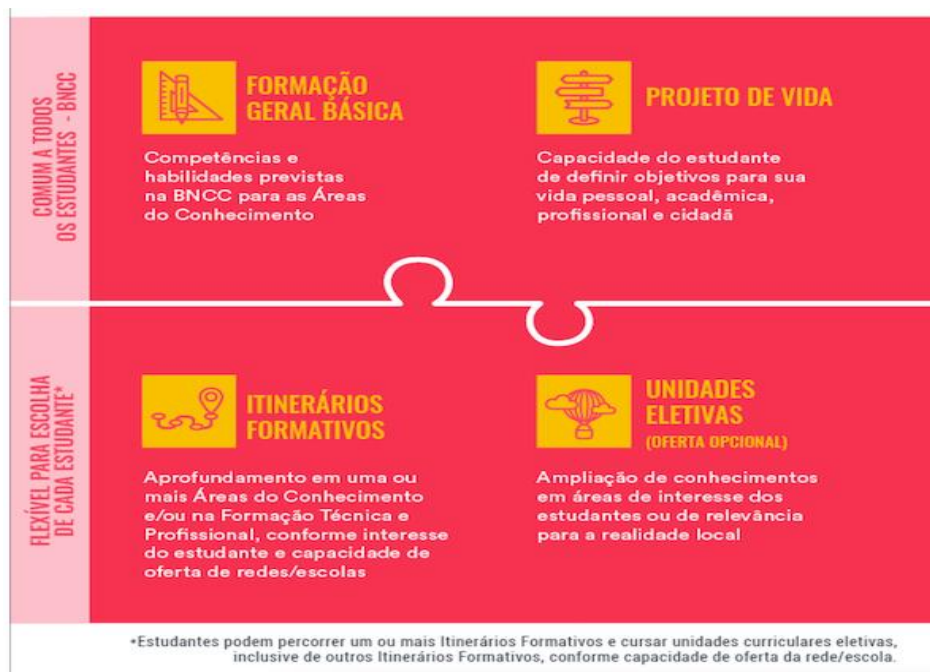 COMUM A TODOS
OS ESTUDANTES - BNCC
FORMAÇÃO
GERAL BÁSICA
Competências e
habilidades previstas
na BNCC para as Áreas
do Conhecimento
PROJETO DE VIDA
Capacidade do estudante
de definir objetivos para sua
vida pessoal, acadêmica,
profissional e cidadã
FLEXÍVEL PARA ESCOLHA
DE CADA ESTUDANTE*
ITINERÁRIOS
FORMATIVOS
Aprofundamento em uma ou
mais Áreas do Conhecimento
e/ou na Formação Técnica e
Profissional, conforme interesse
do estudante e capacidade de
oferta de redes/escolas
UNIDADES
ELETIVAS
(OFERTA OPCIONAL)
Ampliação de conhecimentos
em áreas de interesse dos
estudantes ou de relevância
para a realidade local
*Estudantes podem percorrer um ou mais Itinerários Formativos e cursar unidades curriculares eletivas,
inclusive de outros Itinerários Formativos, conforme capacidade de oferta da rede/escola.